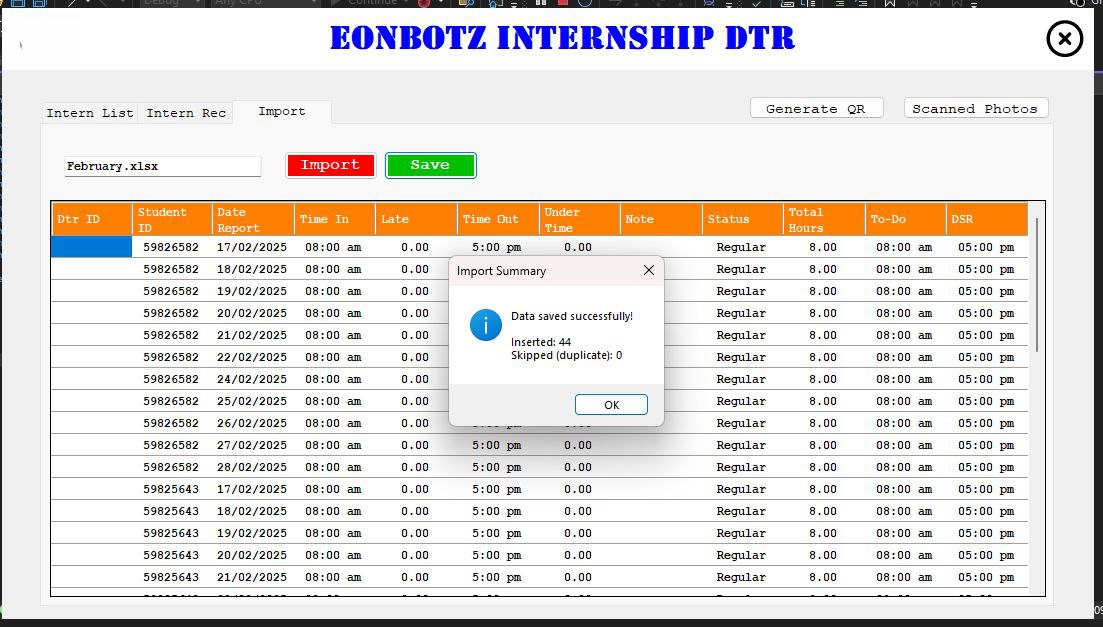 Debug
Any CPU
Continue
EONBOTZ INTERNSHIP DTR
Intern List Intern Rec Import Generate QR Scanned Photos
February.xlsx Import Save
Dtr ID Student ID Date Report Time In Late Time Out Under Time Note Status Total Hours To-Do DSR
59826582 17/02/2025 08:00 am 0.00 5:00 pm 0.00 Regular 8.00 08:00 am 05:00 pm
59826582 18/02/2025 08:00 am 0.00 Regular 8.00 08:00 am 05:00 pm
59826582 19/02/2025 08:00 am 0.00 Regular 8.00 08:00 am 05:00 pm
59826582 20/02/2025 08:00 am 0.00 Regular 8.00 08:00 am 05:00 pm
59826582 21/02/2025 08:00 am 0.00 Regular 8.00 08:00 am 05:00 pm
59826582 22/02/2025 08:00 am 0.00 Regular 8.00 08:00 am 05:00 pm
59826582 24/02/2025 08:00 am 0.00 Regular 8.00 08:00 am 05:00 pm
59826582 25/02/2025 08:00 am 0.00 Regular 8.00 08:00 am 05:00 pm
59826582 26/02/2025 08:00 am 0.00 Regular 8.00 08:00 am 05:00 pm
59826582 27/02/2025 08:00 am 0.00 5:00 pm 0.00 Regular 8.00 08:00 am 05:00 pm
59826582 28/02/2025 08:00 am 0.00 5:00 pm 0.00 Regular 8.00 08:00 am 05:00 pm
59825643 17/02/2025 08:00 am 0.00 5:00 pm 0.00 Regular 8.00 08:00 am 05:00 pm
59825643 18/02/2025 08:00 am 0.00 5:00 pm 0.00 Regular 8.00 08:00 am 05:00 pm
59825643 19/02/2025 08:00 am 0.00 5:00 pm 0.00 Regular 8.00 08:00 am 05:00 pm
59825643 20/02/2025 08:00 am 0.00 5:00 pm 0.00 Regular 8.00 08:00 am 05:00 pm
59825643 21/02/2025 08:00 am 0.00 5:00 pm 0.00 Regular 8.00 08:00 am 05:00 pm
Import Summary
Data saved successfully!
Inserted: 44
Skipped (duplicate): 0
OK